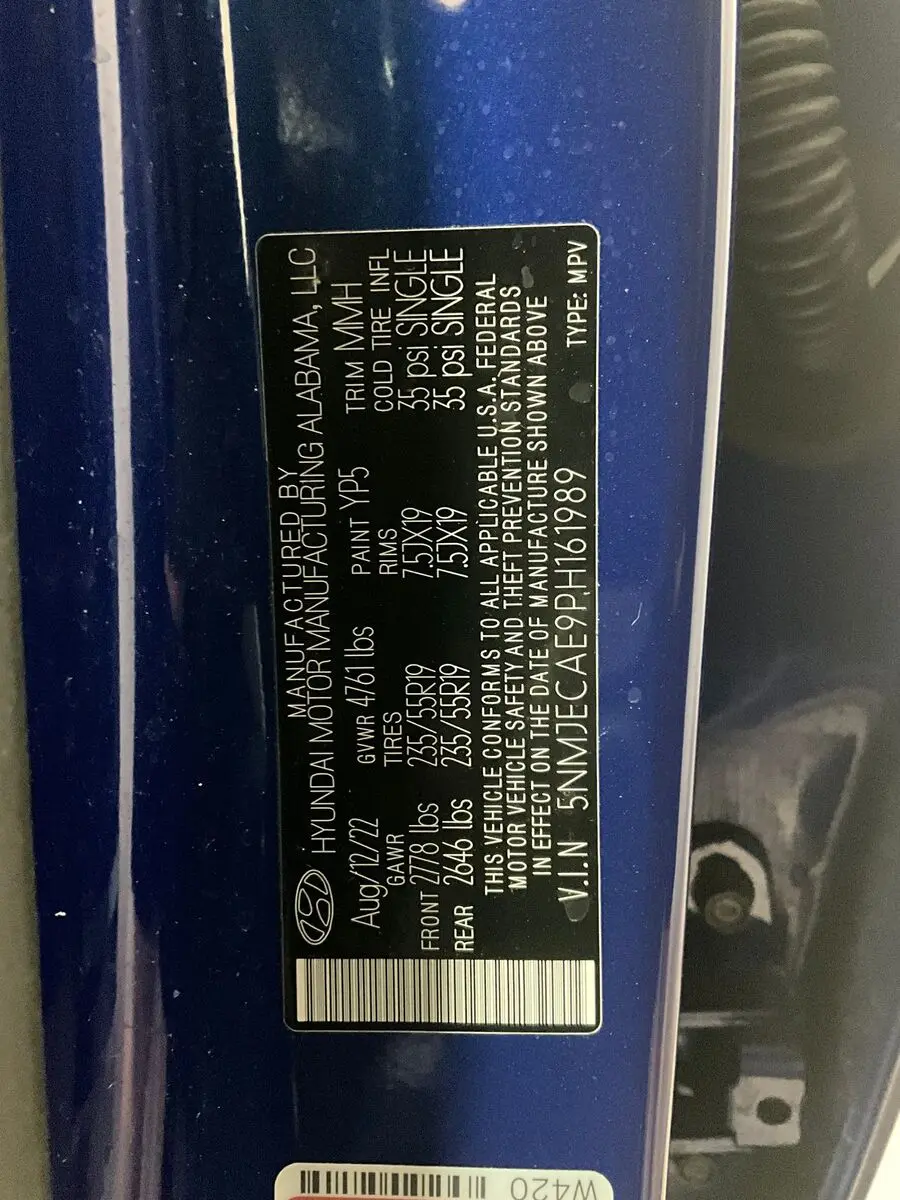 MANUFACTURED BY
HYUNDAI MOTOR MANUFACTURING ALABAMA, LLC
Aug/12/22 GVWR 4761 lbs PAINT YP5 TRIM MMH
GAWR TIRES RIMS COLD TIRE INFL
FRONT 2778 lbs 235/55R19 7.5JX19 35 psi SINGLE
REAR 2646 lbs 235/55R19 7.5JX19 35 psi SINGLE
THIS VEHICLE CONFORMS TO ALL APPLICABLE U.S.A. FEDERAL
MOTOR VEHICLE SAFETY AND THEFT PREVENTION STANDARDS
IN EFFECT ON THE DATE OF MANUFACTURE SHOWN ABOVE
V.I.N 5NMJECAE9PH161989 TYPE: MPV
W420